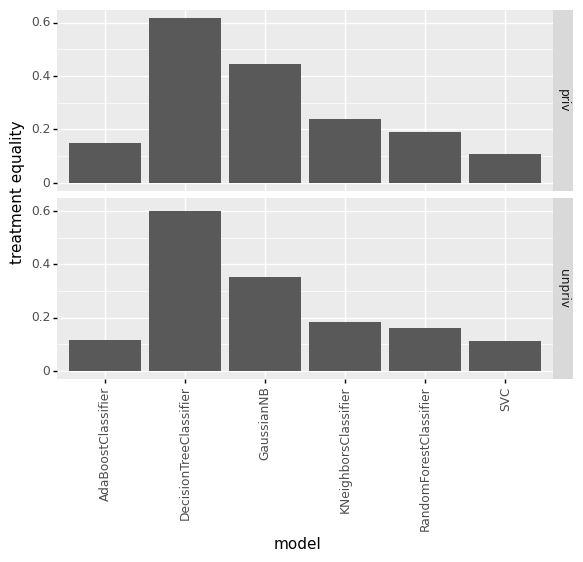 treatment equality
0.6
0.4
0.2
0
priv
0.6
0.4
0.2
0
unpriv
AdaBoostClassifier
DecisionTreeClassifier
GaussianNB
KNeighborsClassifier
RandomForestClassifier
SVC
model